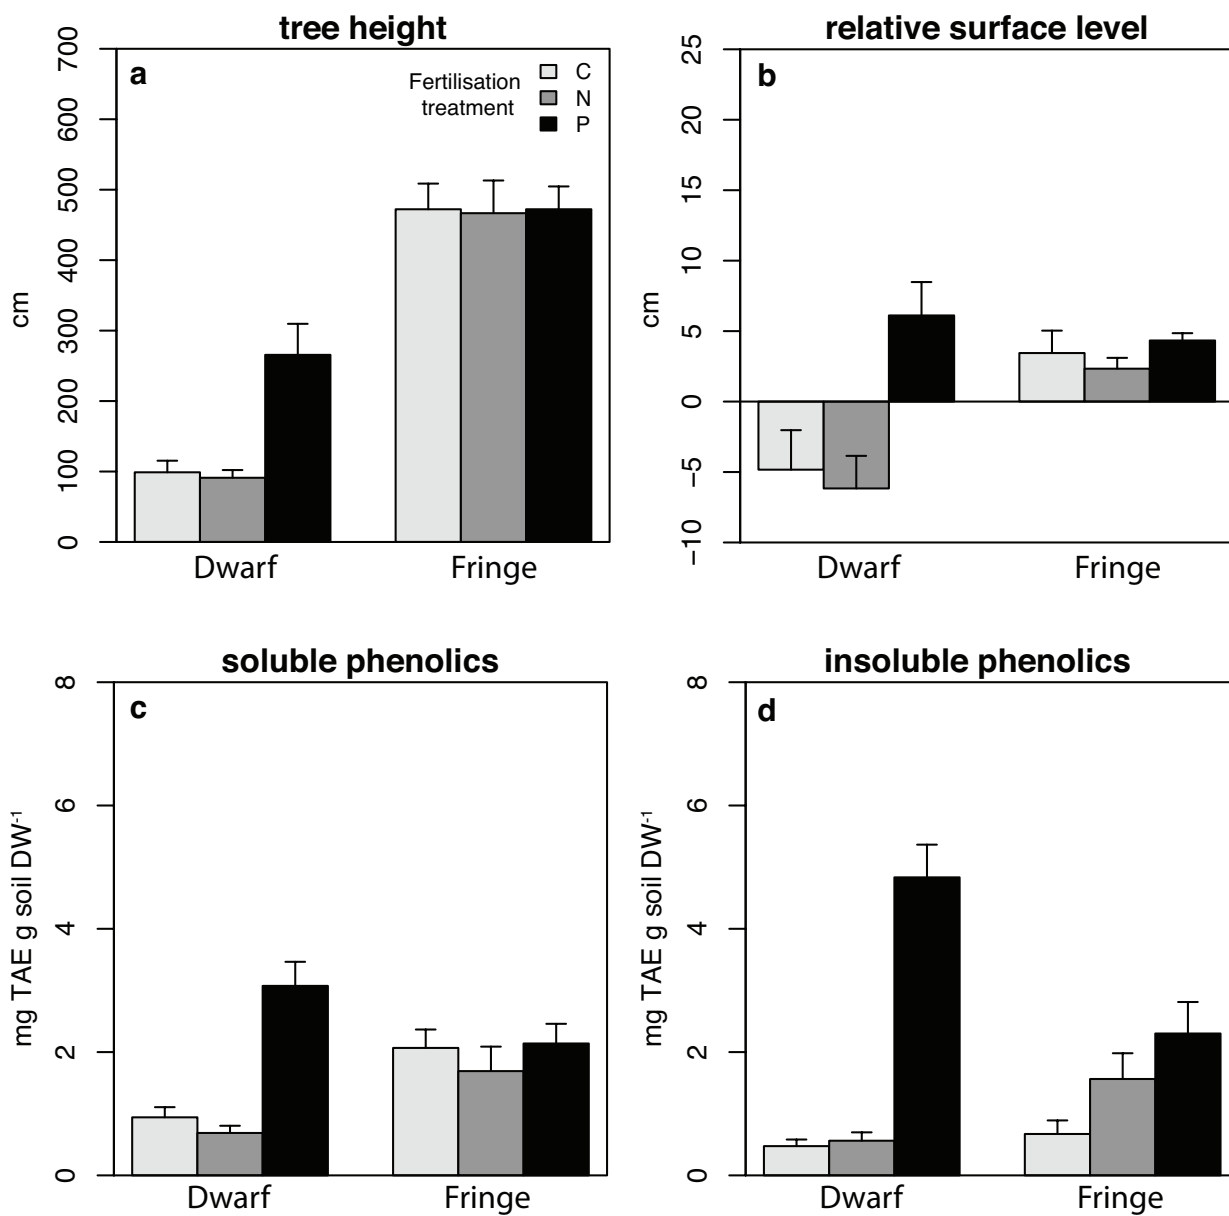 tree height
a
Fertilisation
treatment
C
N
P
700
600
500
400
300
200
100
0
cm
Dwarf
Fringe
relative surface level
b
25
20
15
10
5
0
−5
−10
cm
Dwarf
Fringe
soluble phenolics
c
8
6
4
2
0
mg TAE g soil DW⁻¹
Dwarf
Fringe
insoluble phenolics
d
8
6
4
2
0
mg TAE g soil DW⁻¹
Dwarf
Fringe